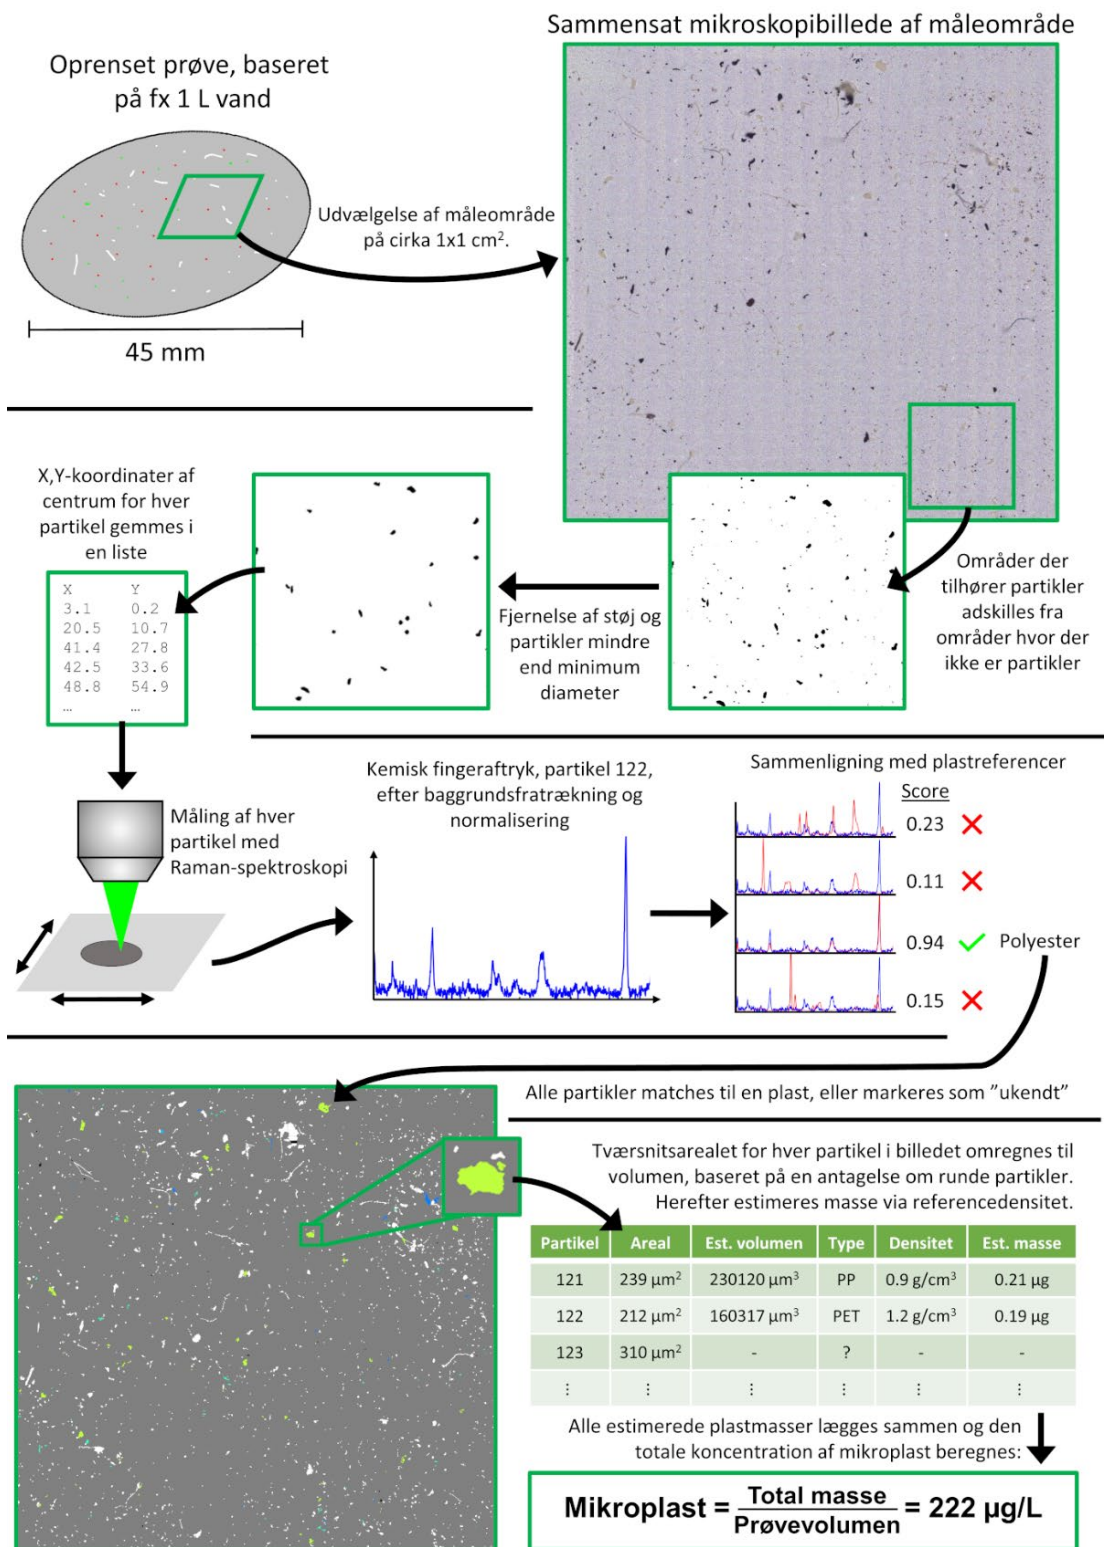 Sammensat mikroskopibillede af måleområde
Oprenset prøve, baseret
på fx 1 L vand
Udvælgelse af måleområde
på cirka 1x1 cm².
45 mm
X,Y-koordinater af
centrum for hver
partikel gemmes i
en liste
X Y
3.1 0.2
20.5 10.7
41.4 27.8
42.5 33.6
48.8 54.9
… …
Fjernelse af støj og
partikler mindre
end minimum
diameter
Områder der
tilhører partikler
adskilles fra
områder hvor der
ikke er partikler
Måling af hver
partikel med
Raman-spektroskopi
Kemisk fingeraftryk, partikel 122,
efter baggrundsfratrækning og
normalisering
Sammenligning med plastreferencer
Score
0.23
0.11
0.94 Polyester
0.15
Alle partikler matches til en plast, eller markeres som ”ukendt”
Tværsnitsarealet for hver partikel i billedet omregnes til
volumen, baseret på en antagelse om runde partikler.
Herefter estimeres masse via referencedensitet.
Partikel Areal Est. volumen Type Densitet Est. masse
121 239 µm² 230120 µm³ PP 0.9 g/cm³ 0.21 µg
122 212 µm² 160317 µm³ PET 1.2 g/cm³ 0.19 µg
123 310 µm² - ? - -
⋮ ⋮ ⋮ ⋮ ⋮ ⋮
Alle estimerede plastmasser lægges sammen og den
totale koncentration af mikroplast beregnes:
Mikroplast = Total masse / Prøvevolumen = 222 µg/L